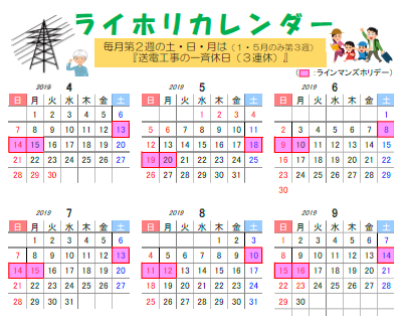 ライホリカレンダー
毎月第2週の土・日・月は（1・5月のみ第3週）
『送電工事の一斉休日（3連休）』
（ :ラインマンズホリデー）
2019 4
日 月 火 水 木 金 土
1 2 3 4 5 6
7 8 9 10 11 12 13
14 15 16 17 18 19 20
21 22 23 24 25 26 27
28 29 30
2019 5
日 月 火 水 木 金 土
1 2 3 4
5 6 7 8 9 10 11
12 13 14 15 16 17 18
19 20 21 22 23 24 25
26 27 28 29 30 31
2019 6
日 月 火 水 木 金 土
1
2 3 4 5 6 7 8
9 10 11 12 13 14 15
16 17 18 19 20 21 22
23 24 25 26 27 28 29
30
2019 7
日 月 火 水 木 金 土
1 2 3 4 5 6
7 8 9 10 11 12 13
14 15 16 17 18 19 20
21 22 23 24 25 26 27
28 29 30 31
2019 8
日 月 火 水 木 金 土
1 2 3
4 5 6 7 8 9 10
11 12 13 14 15 16 17
18 19 20 21 22 23 24
25 26 27 28 29 30 31
2019 9
日 月 火 水 木 金 土
1 2 3 4 5 6 7
8 9 10 11 12 13 14
15 16 17 18 19 20 21
22 23 24 25 26 27 28
29 30